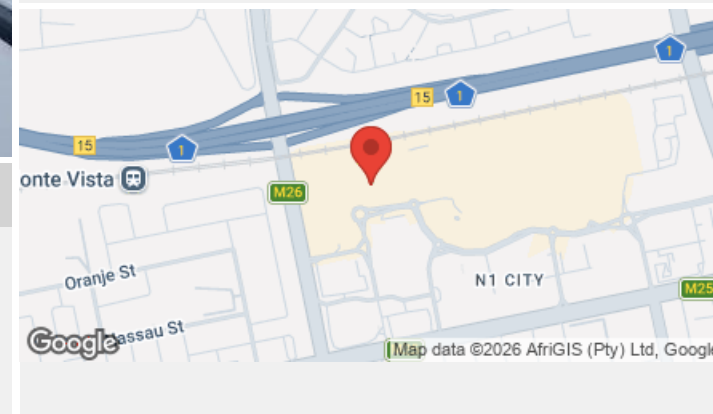 1
15
1
15
1
onte Vista
M26
Oranje St
N1 CITY
M25
assau St
Google
Map data ©2026 AfriGIS (Pty) Ltd, Google